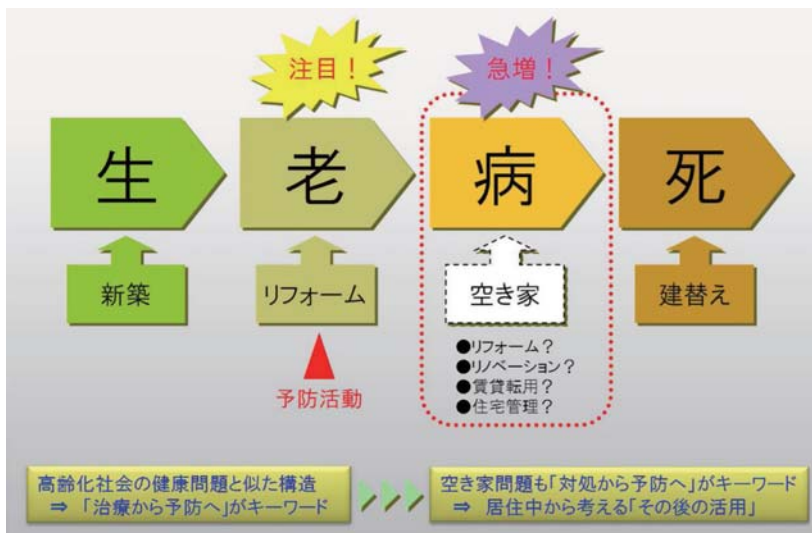 注目！
急増！
生
老
病
死
新築
リフォーム
空き家
建替え
予防活動
●リフォーム？
●リノベーション？
●賃貸転用？
●住宅管理？
高齢化社会の健康問題と似た構造
⇒ 「治療から予防へ」がキーワード
空き家問題も「対処から予防へ」がキーワード
⇒ 居住中から考える「その後の活用」